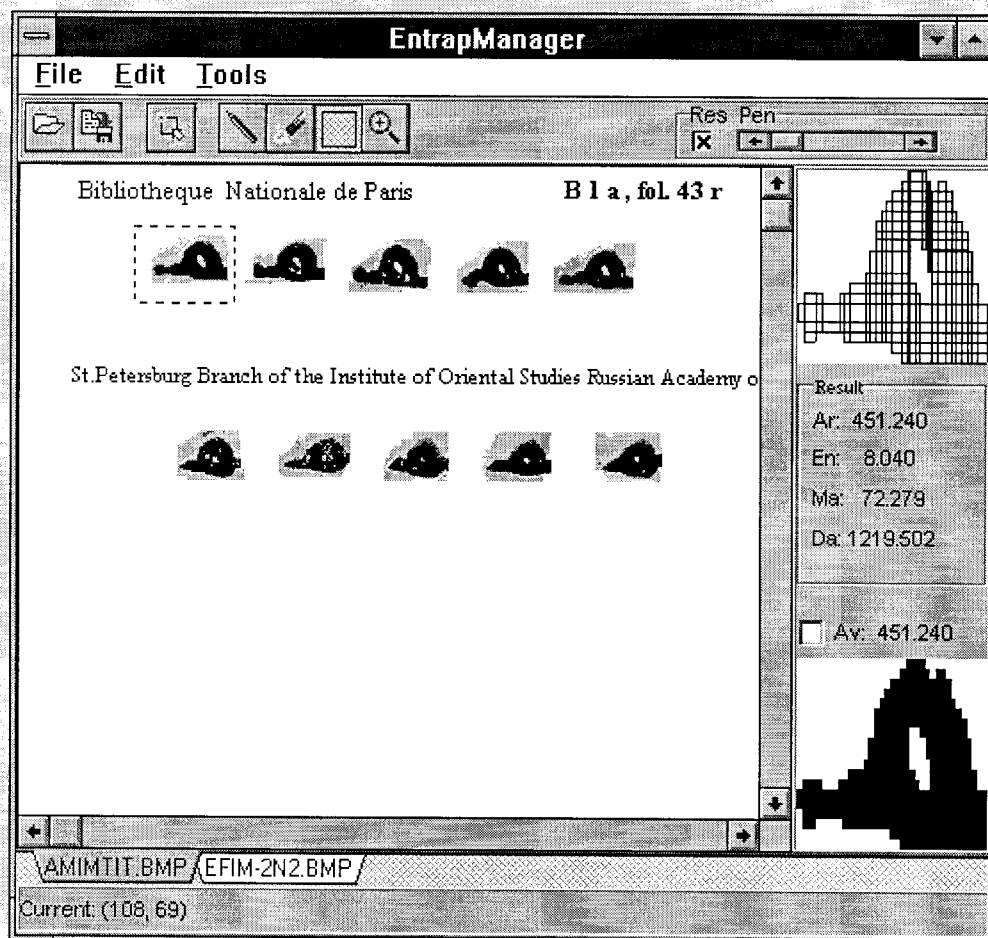 EntrapManager
File Edit Tools
Res Pen
Bibliotheque Nationale de Paris B l a, fol. 43 r
St.Petersburg Branch of the Institute of Oriental Studies Russian Academy o
Result
Ar: 451.240
En: 8.040
Ma: 72.279
Da: 1219.502
Av: 451.240
AMIMTIT.BMP EFIM-2N2.BMP
Current: (108, 69)